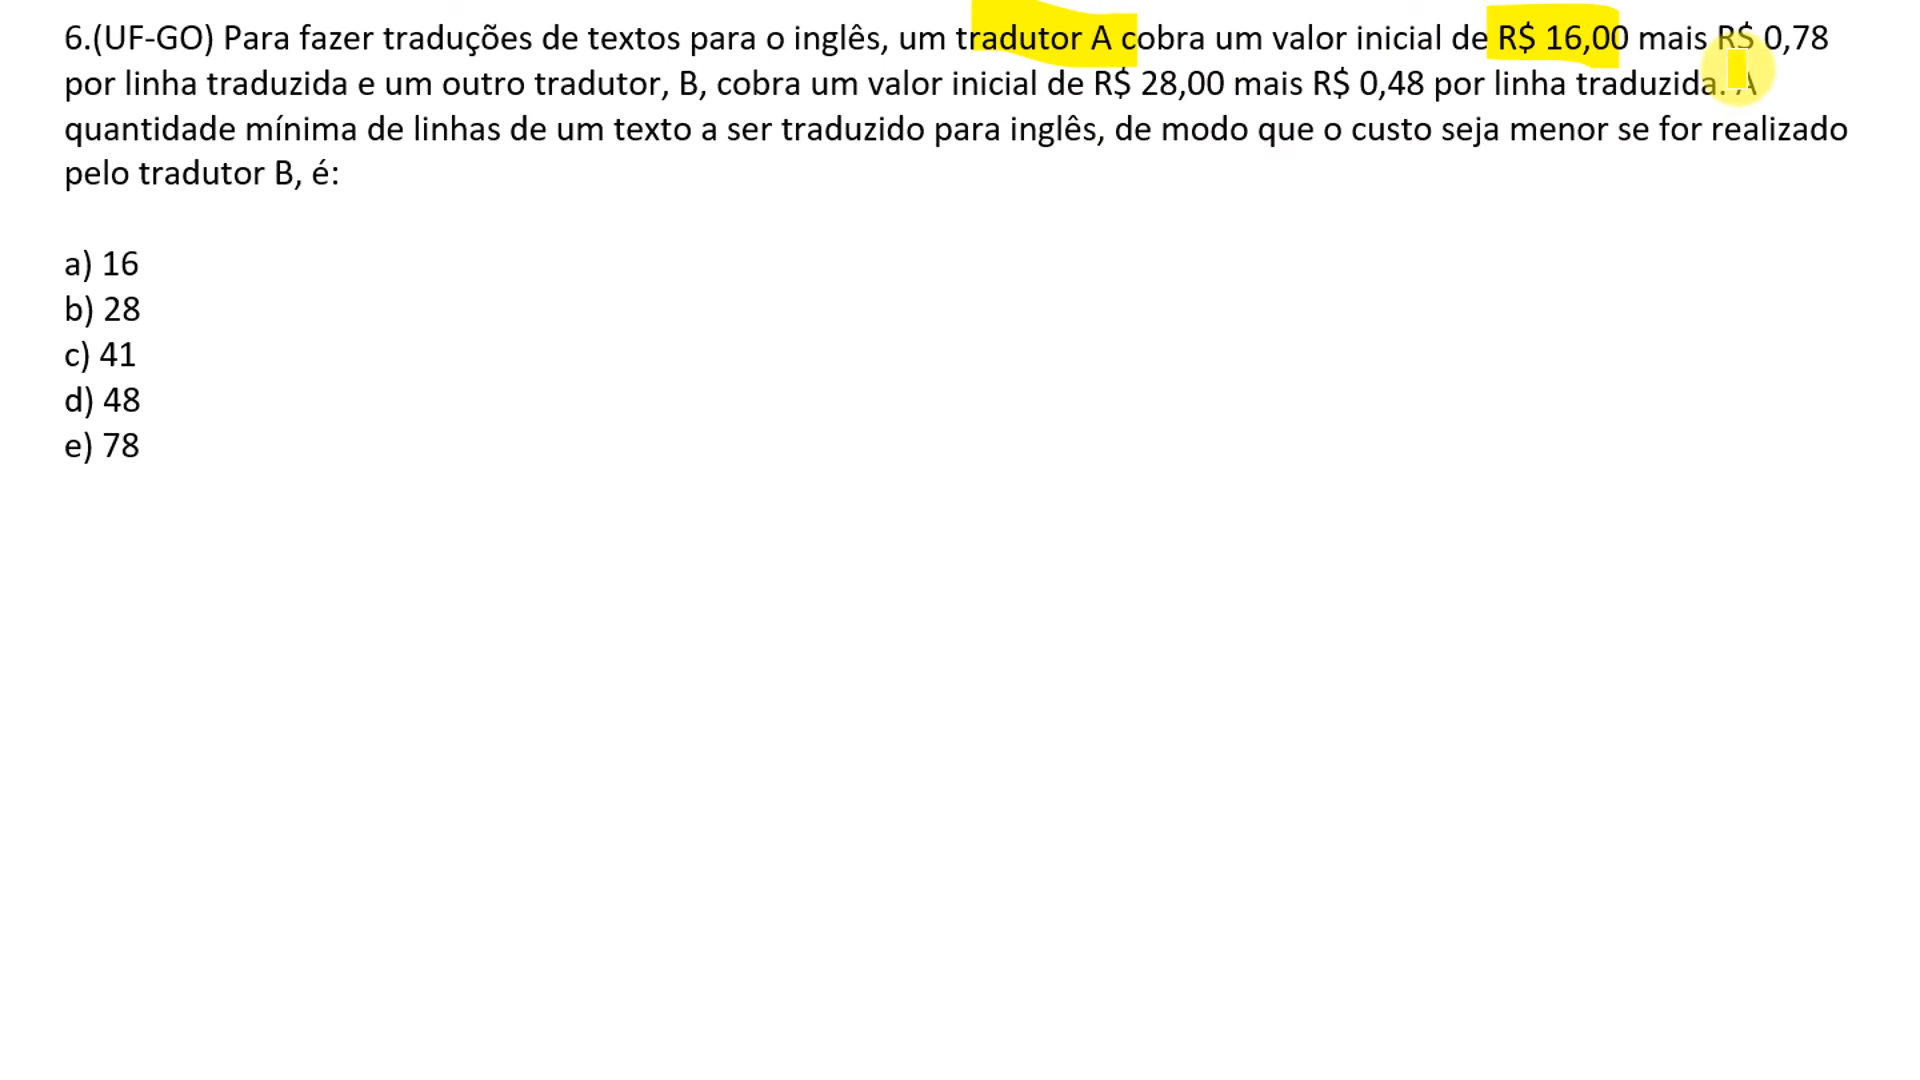 6.(UF-GO) Para fazer traduções de textos para o inglês, um tradutor A cobra um valor inicial de R$ 16,00 mais R$ 0,78
por linha traduzida e um outro tradutor, B, cobra um valor inicial de R$ 28,00 mais R$ 0,48 por linha traduzida. A
quantidade mínima de linhas de um texto a ser traduzido para inglês, de modo que o custo seja menor se for realizado
pelo tradutor B, é:
a) 16
b) 28
c) 41
d) 48
e) 78